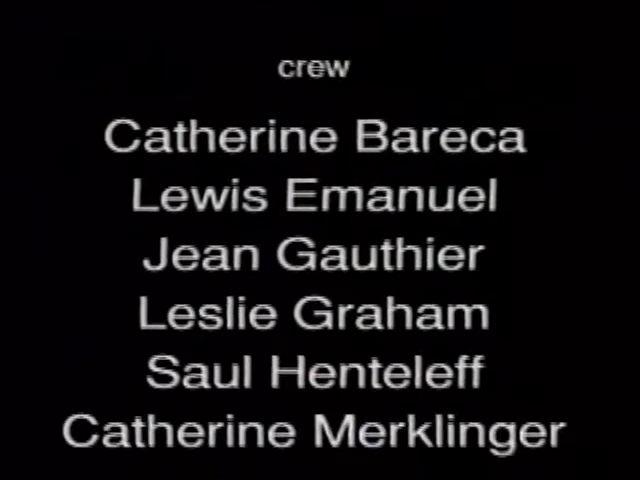 crew
Catherine Bareca
Lewis Emanuel
Jean Gauthier
Leslie Graham
Saul Henteleff
Catherine Merklinger